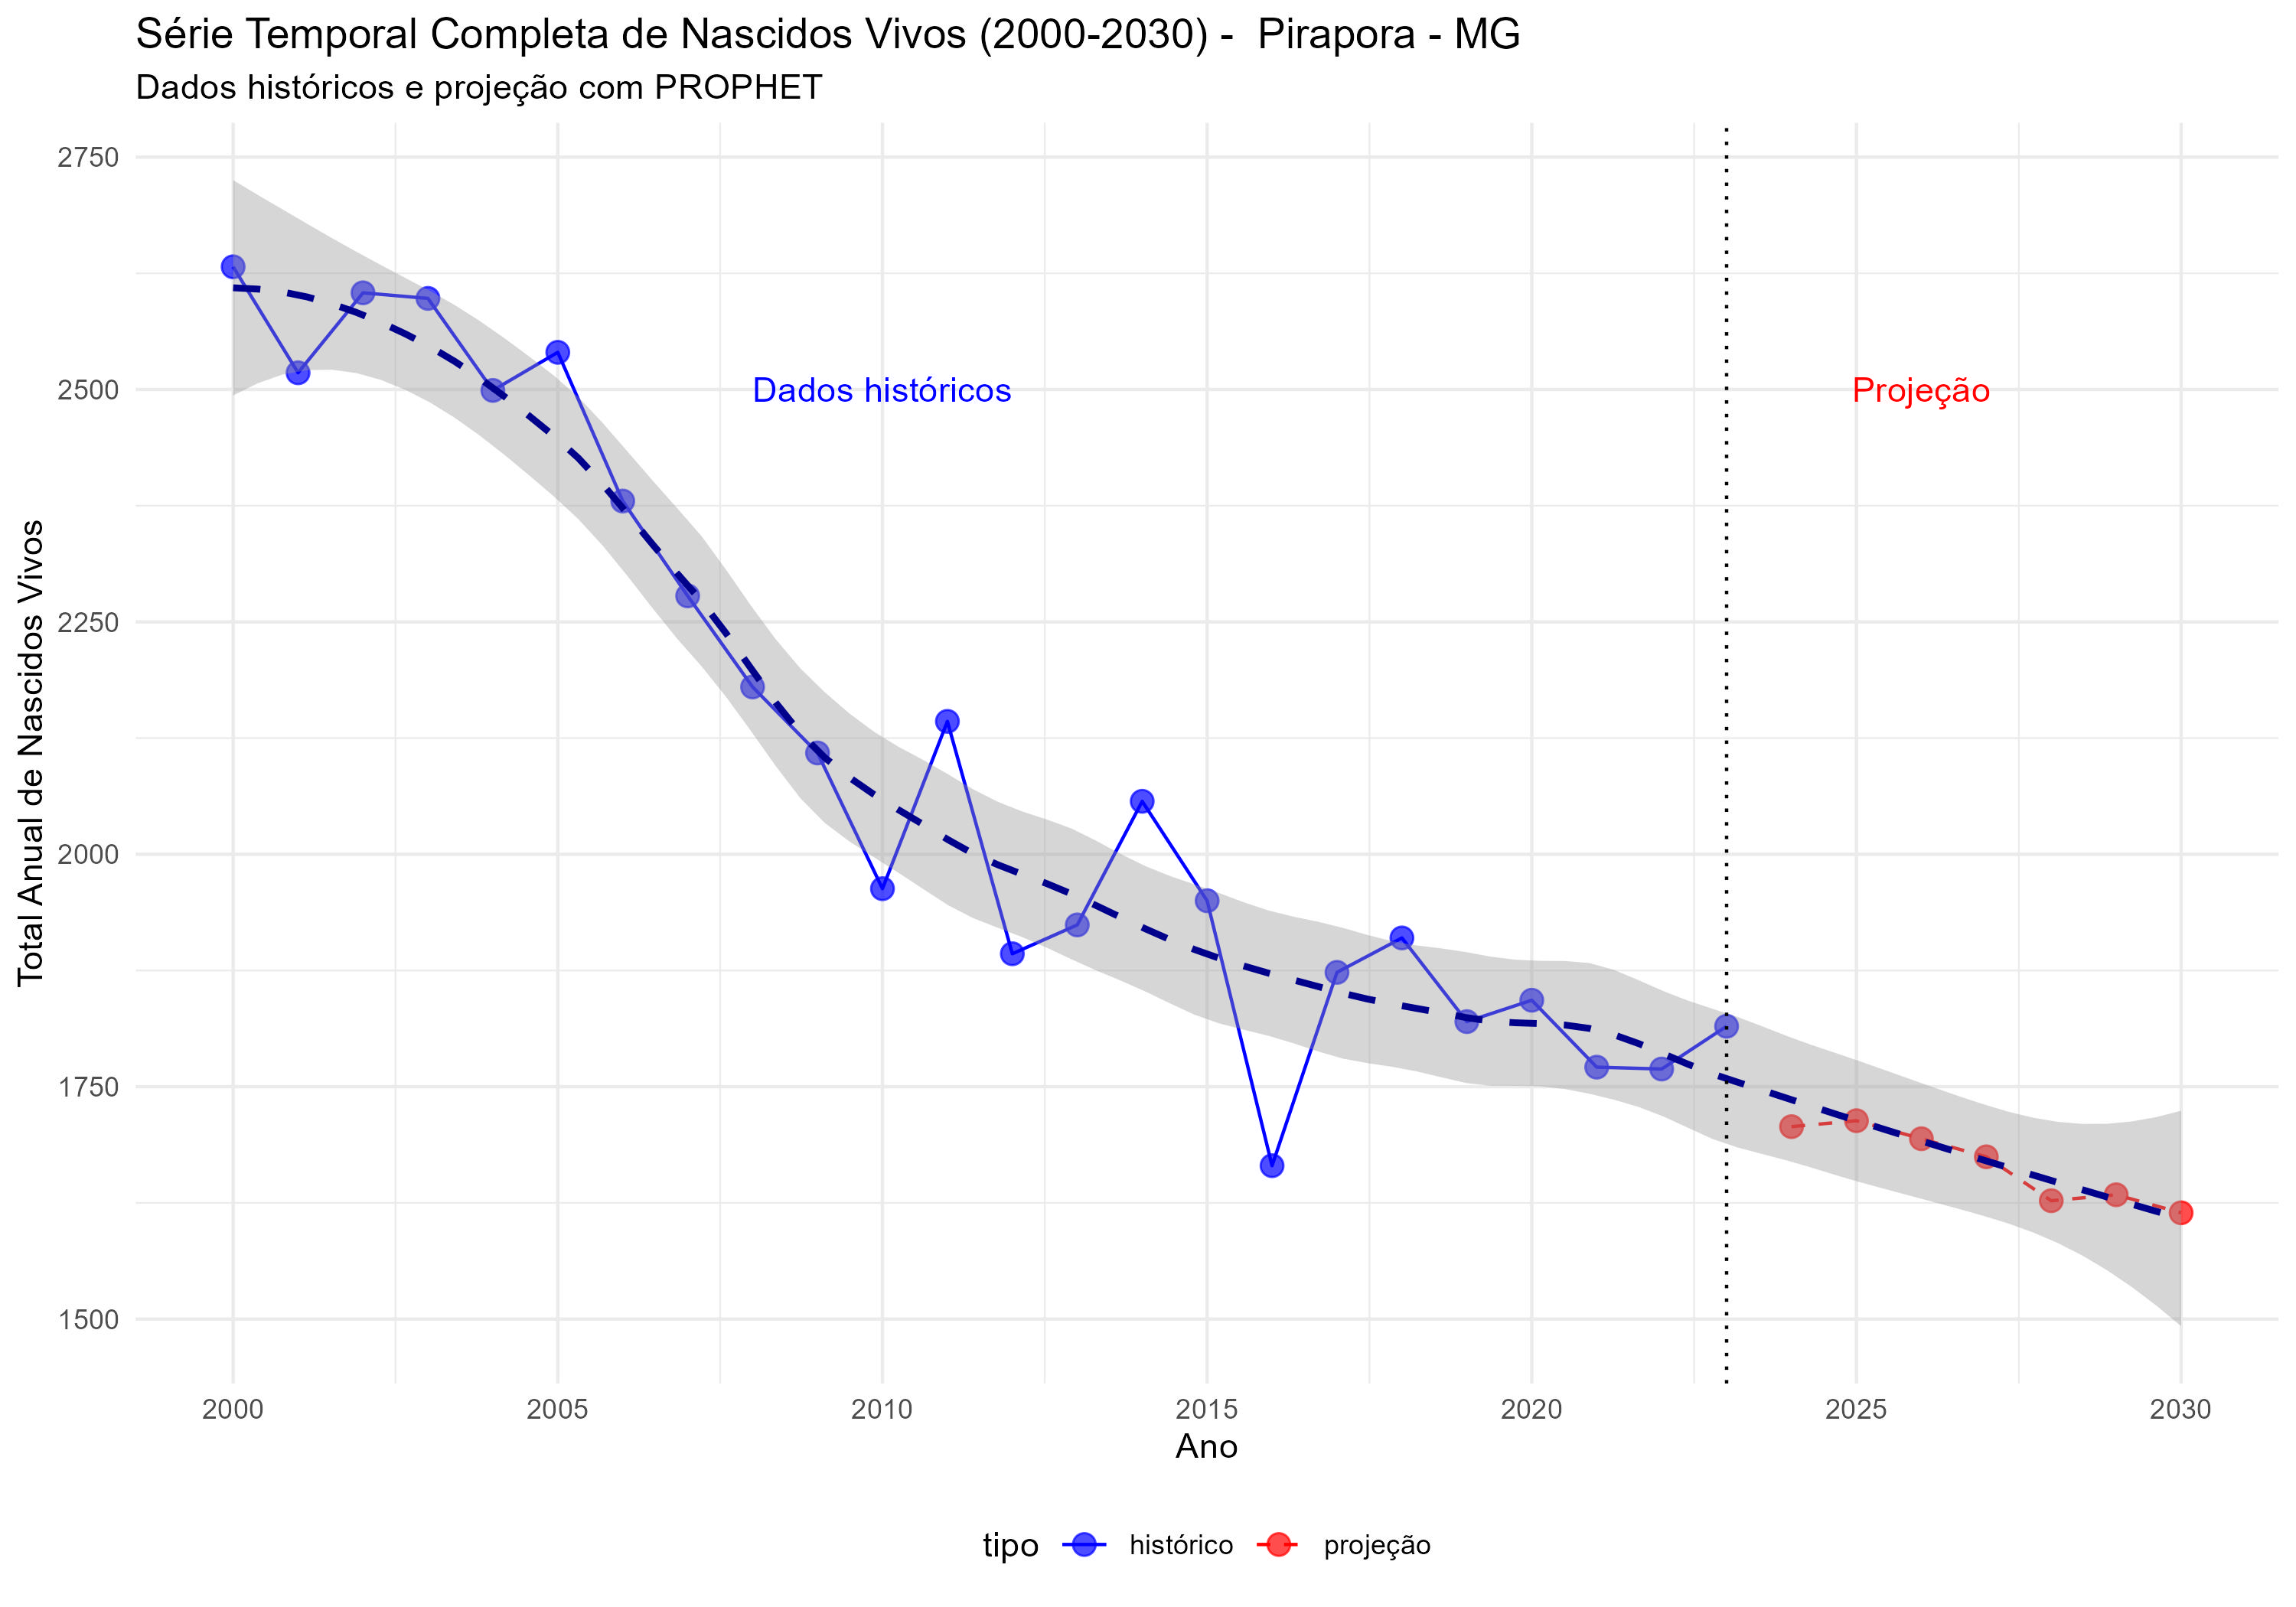 Série Temporal Completa de Nascidos Vivos (2000-2030) -  Pirapora - MG
Dados históricos e projeção com PROPHET
Total Anual de Nascidos Vivos
2750
2500
2250
2000
1750
1500
Dados históricos
Projeção
2000
2005
2010
2015
2020
2025
2030
Ano
tipo
histórico
projeção